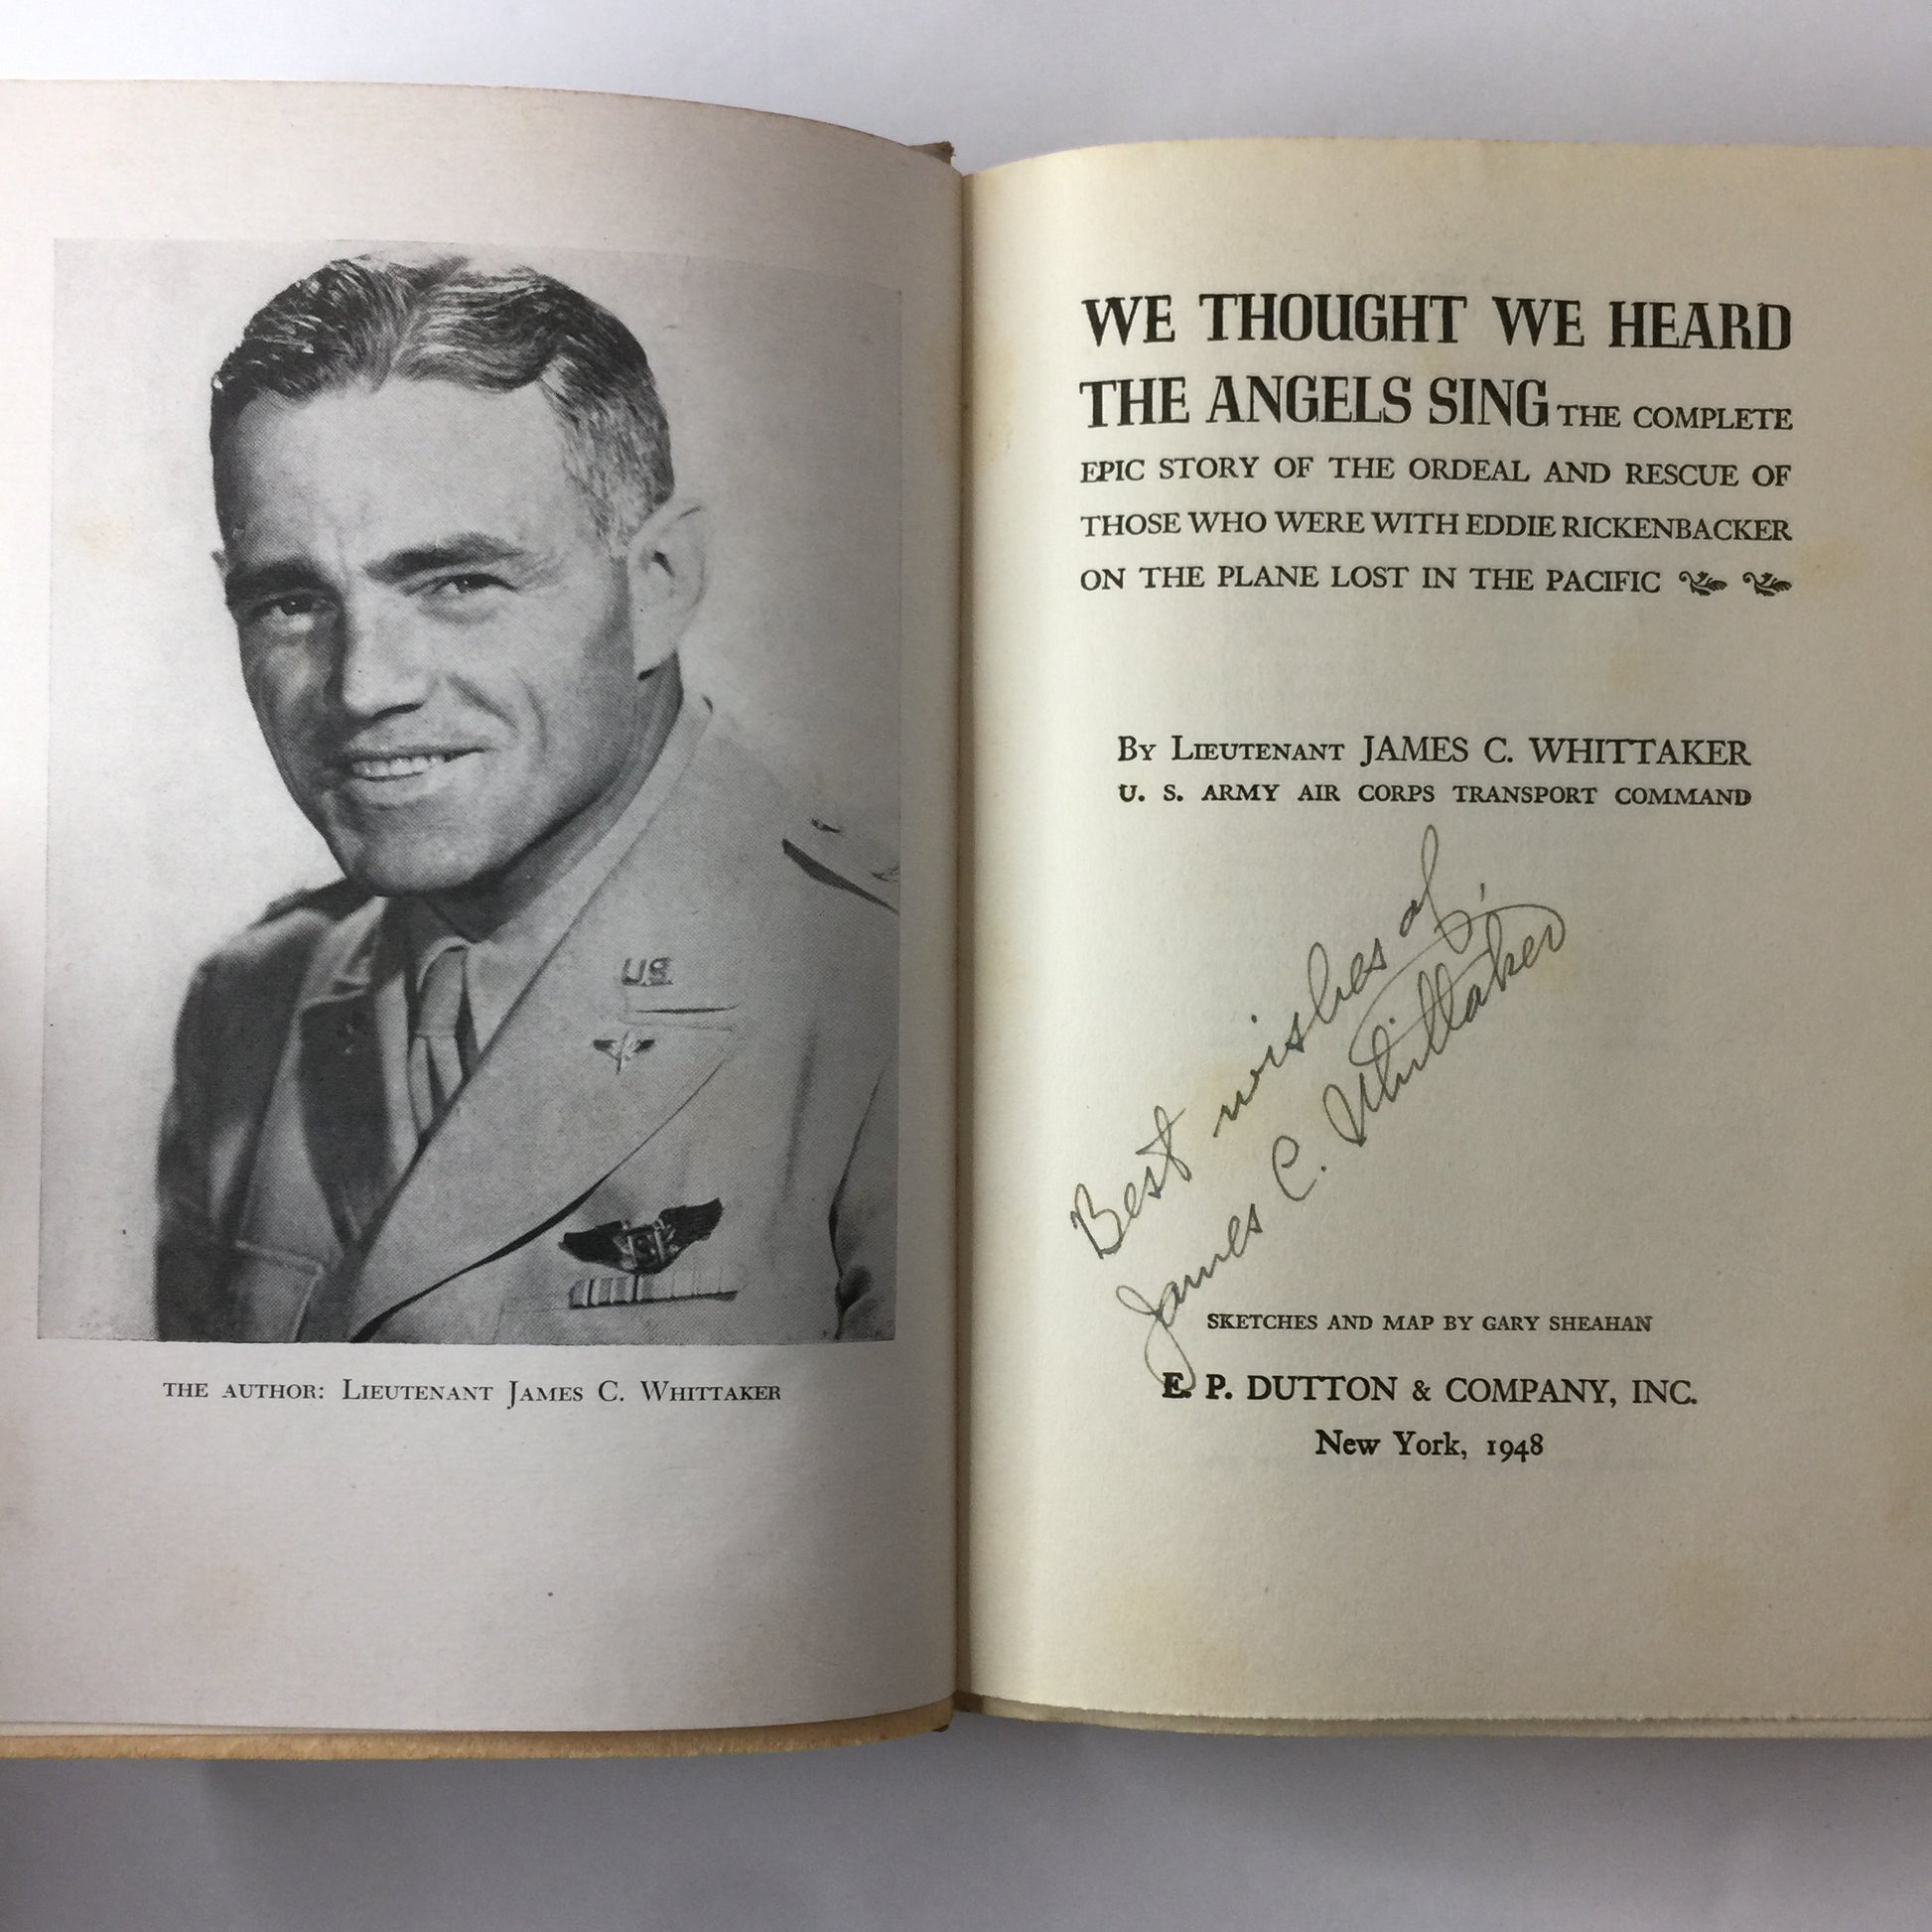 U.S.
THE AUTHOR: LIEUTENANT JAMES C. WHITTAKER
WE THOUGHT WE HEARD
THE ANGELS SING THE COMPLETE
EPIC STORY OF THE ORDEAL AND RESCUE OF
THOSE WHO WERE WITH EDDIE RICKENBACKER
ON THE PLANE LOST IN THE PACIFIC
By Lieutenant JAMES C. WHITTAKER
U. S. ARMY AIR CORPS TRANSPORT COMMAND
Best wishes of,
James C. Whittaker
SKETCHES AND MAP BY GARY SHEAHAN
E. P. DUTTON & COMPANY, INC.
New York, 1948